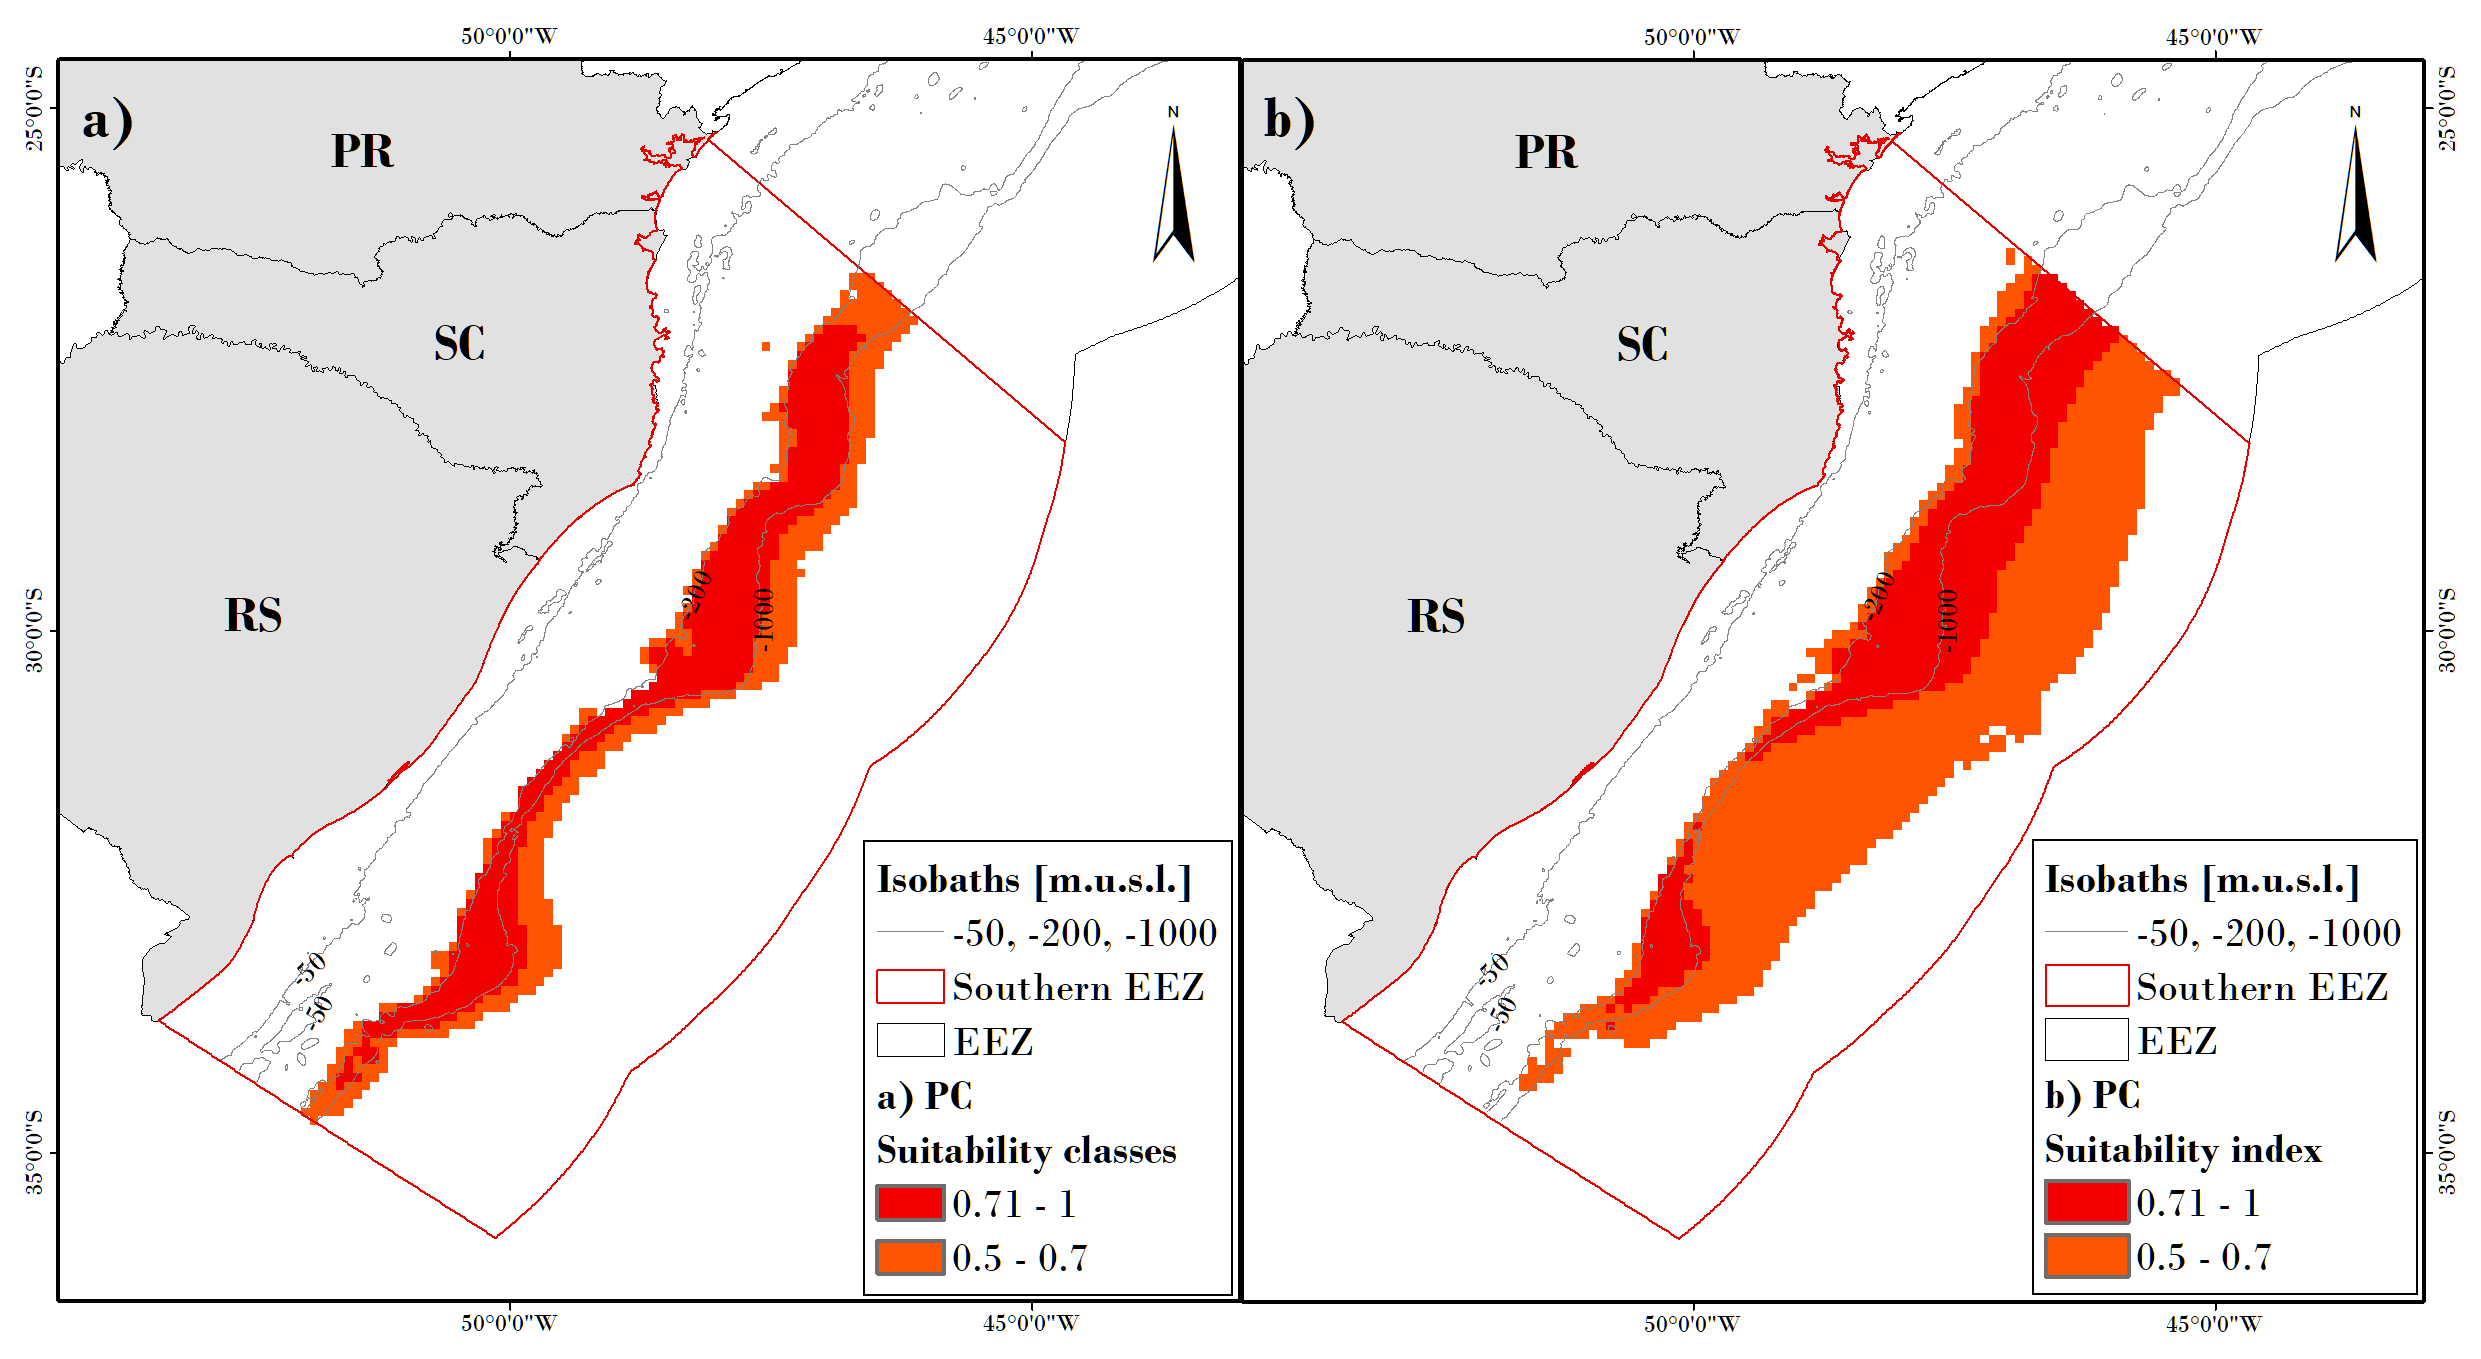 50°0'0"W 45°0'0"W 50°0'0"W 45°0'0"W
25°0'0"S
30°0'0"S
35°0'0"S
a)
PR
SC
RS
N
-200
-1000
-50
-50
Isobaths [m.u.s.l.]
-50, -200, -1000
Southern EEZ
EEZ
a) PC
Suitability classes
0.71 - 1
0.5 - 0.7
b)
PR
SC
RS
N
-200
-1000
-50
-50
Isobaths [m.u.s.l.]
-50, -200, -1000
Southern EEZ
EEZ
b) PC
Suitability index
0.71 - 1
0.5 - 0.7
25°0'0"S
30°0'0"S
35°0'0"S
50°0'0"W 45°0'0"W 50°0'0"W 45°0'0"W